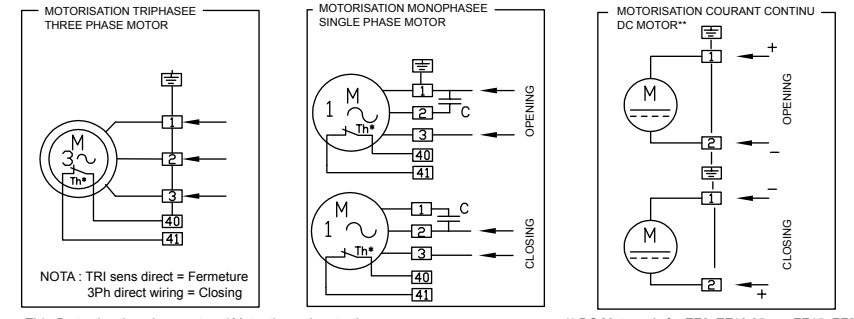 MOTORISATION TRIPHASEE
THREE PHASE MOTOR
1
M
3
2
Th*
3
40
41
NOTA : TRI sens direct = Fermeture
3Ph direct wiring = Closing
MOTORISATION MONOPHASEE
SINGLE PHASE MOTOR
1
M
1
2
C
Th*
3
40
41
OPENING
M
1
C
1
2
Th*
3
40
41
CLOSING
MOTORISATION COURANT CONTINU
DC MOTOR**
1
+
M
OPENING
2
–
1
–
M
CLOSING
2
+